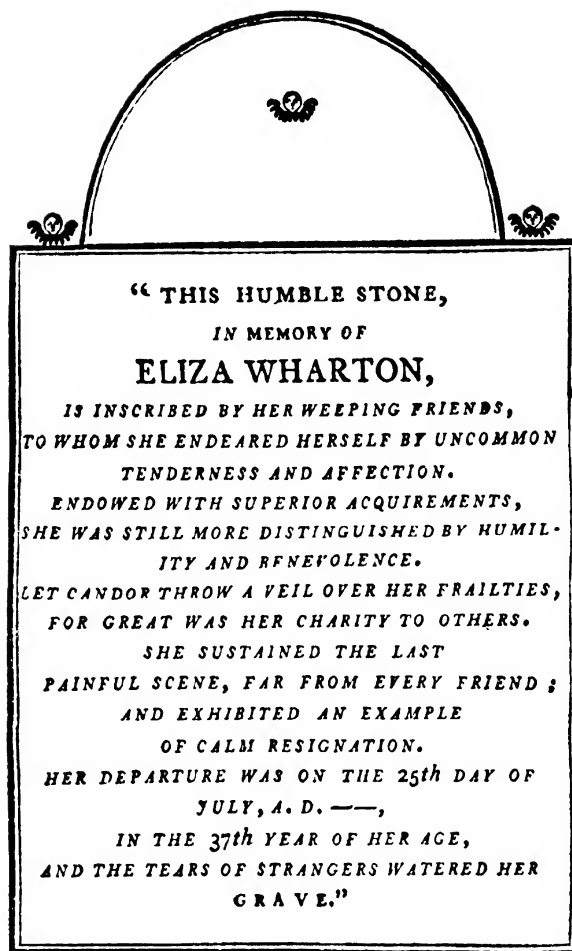 “ THIS HUMBLE STONE,
IN MEMORY OF
ELIZA WHARTON,
IS INSCRIBED BY HER WEEPING FRIENDS,
TO WHOM SHE ENDEARED HERSELF BY UNCOMMON
TENDERNESS AND AFFECTION.
ENDOWED WITH SUPERIOR ACQUIREMENTS,
SHE WAS STILL MORE DISTINGUISHED BY HUMIL-
ITY AND BENEVOLENCE.
LET CANDOR THROW A VEIL OVER HER FRAILTIES,
FOR GREAT WAS HER CHARITY TO OTHERS.
SHE SUSTAINED THE LAST
PAINFUL SCENE, FAR FROM EVERY FRIEND ;
AND EXHIBITED AN EXAMPLE
OF CALM RESIGNATION.
HER DEPARTURE WAS ON THE 25th DAY OF
JULY, A. D. ——,
IN THE 37th YEAR OF HER AGE,
AND THE TEARS OF STRANGERS WATERED HER
GRAVE.”